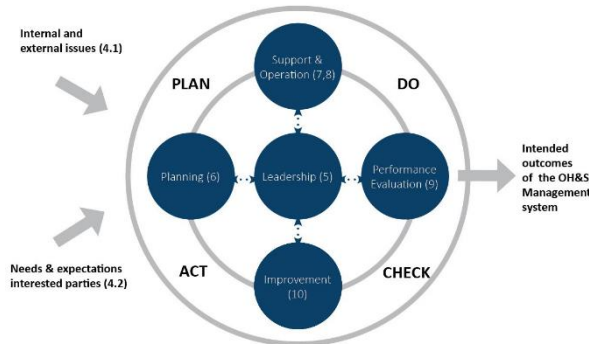 Internal and
external issues (4.1)
PLAN
Support &
Operation (7,8)
DO
Planning (6)
Leadership (5)
Performance
Evaluation (9)
Intended
outcomes
of the OH&S
Management
system
Needs & expectations
interested parties (4.2)
ACT
Improvement
(10)
CHECK